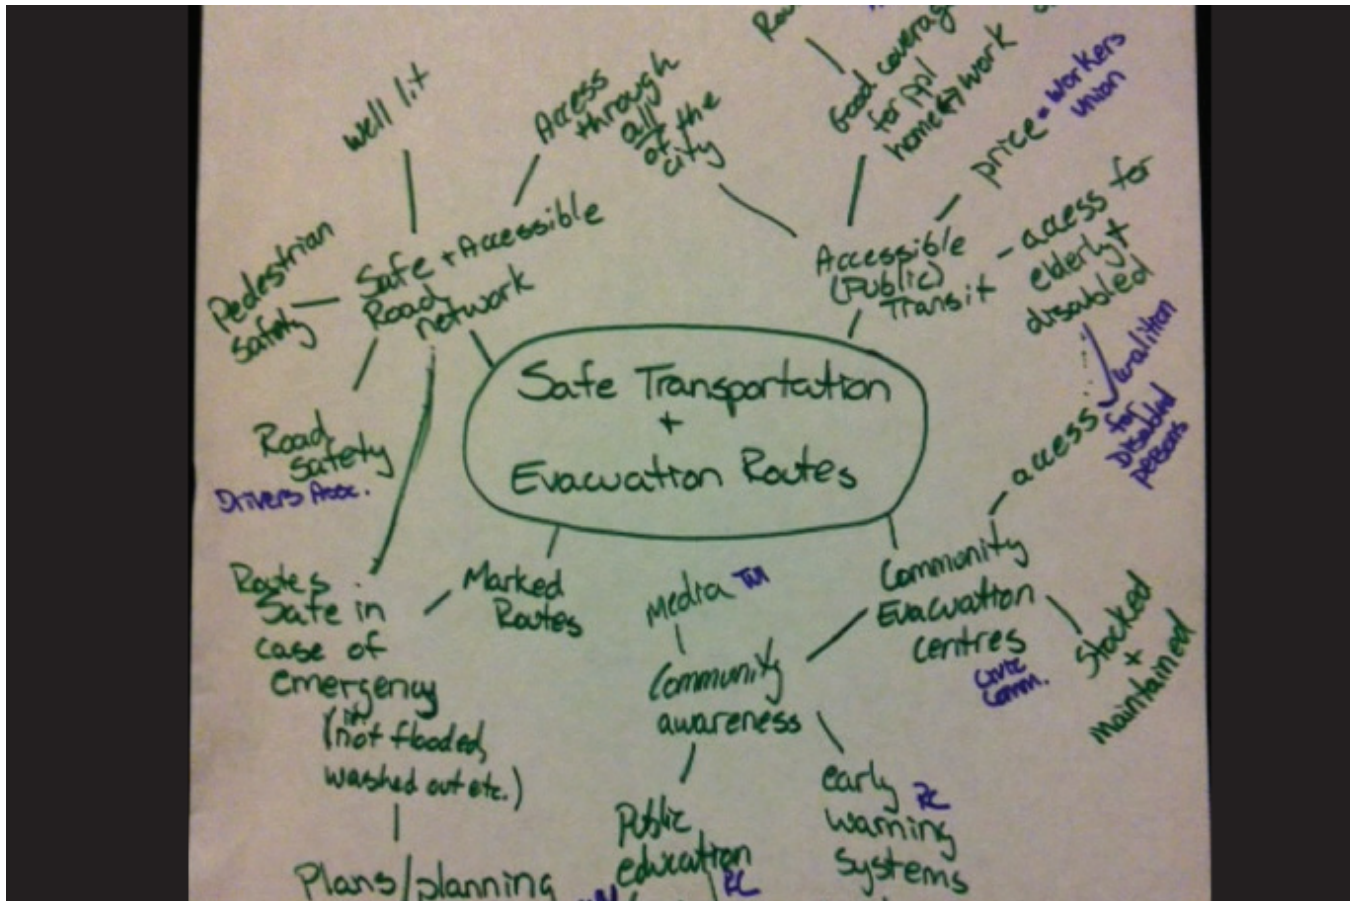 Well lit
Access
through
all
of the
city
Good coverage
for ppl
home ↔ work
price = Workers
Union
access for
elderly +
disabled
Coalition
for
Disabled
persons
Accessible
(Public)
Transit
Safe + Accessible
Road
network
Pedestrian
safety
Road
safety
Drivers Assc.
Safe Transportation
+
Evacuation Routes
Marked
Routes
Routes
Safe in
case of
emergency
(not flooded,
washed out etc.)
Plans/planning
access
Community
Evacuation
centres
Civic
Comm.
Stocked
+
maintained
Media
Community
awareness
Public
education
RC
early RC
warning
systems